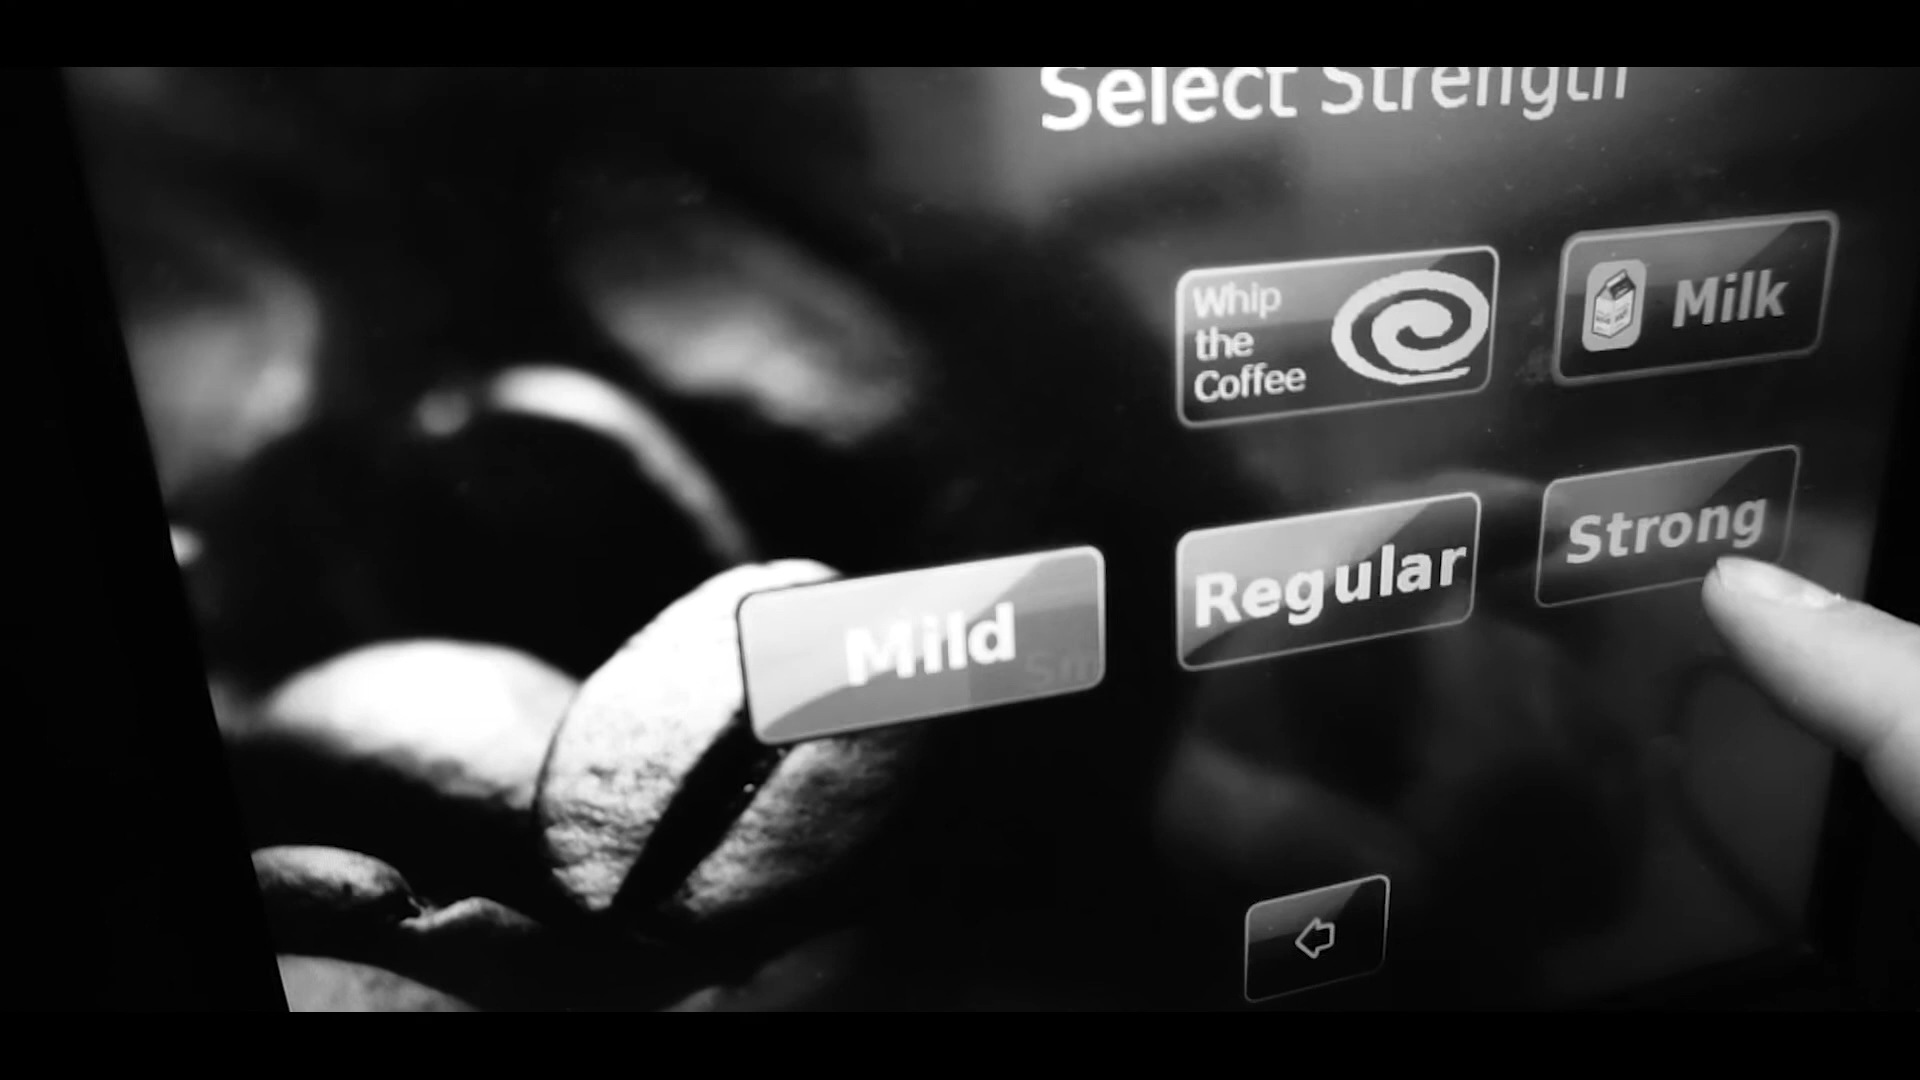 Select Strength
Whip
the
Coffee
Milk
Mild
Regular
Strong